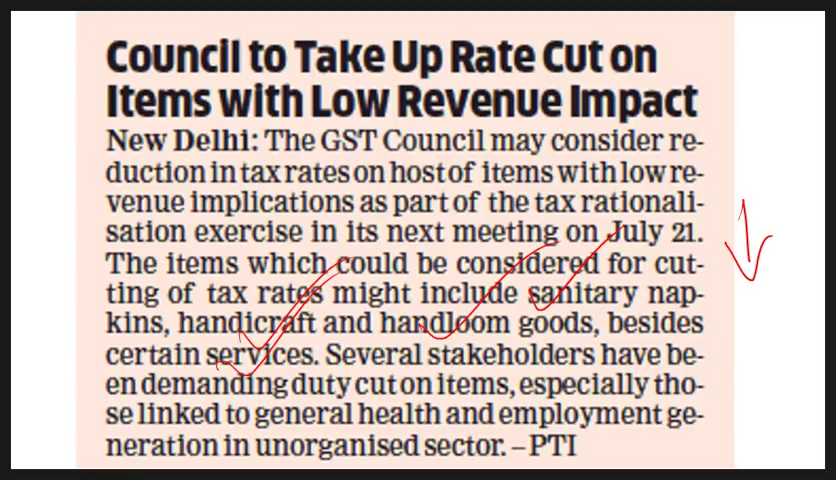 Council to Take Up Rate Cut on
Items with Low Revenue Impact
New Delhi: The GST Council may consider re-
duction in tax rates on host of items with low re-
venue implications as part of the tax rationali-
sation exercise in its next meeting on July 21.
The items which could be considered for cut-
ting of tax rates might include sanitary nap-
kins, handicraft and handloom goods, besides
certain services. Several stakeholders have be-
en demanding duty cut on items, especially tho-
se linked to general health and employment ge-
neration in unorganised sector. – PTI